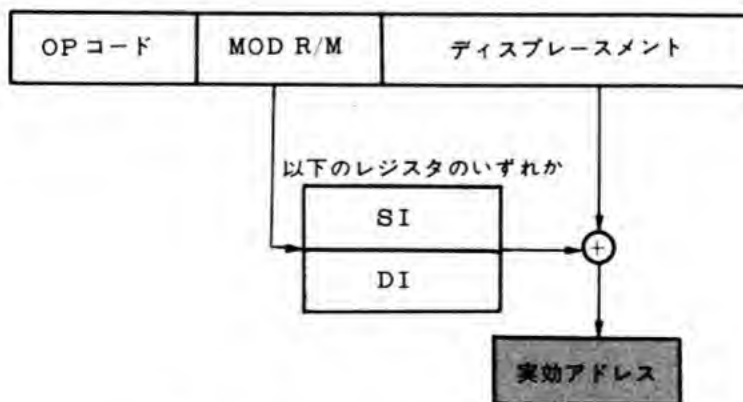 OPコード MOD R/M ディスプレースメント
以下のレジスタのいずれか
SI
DI
+
実効アドレス